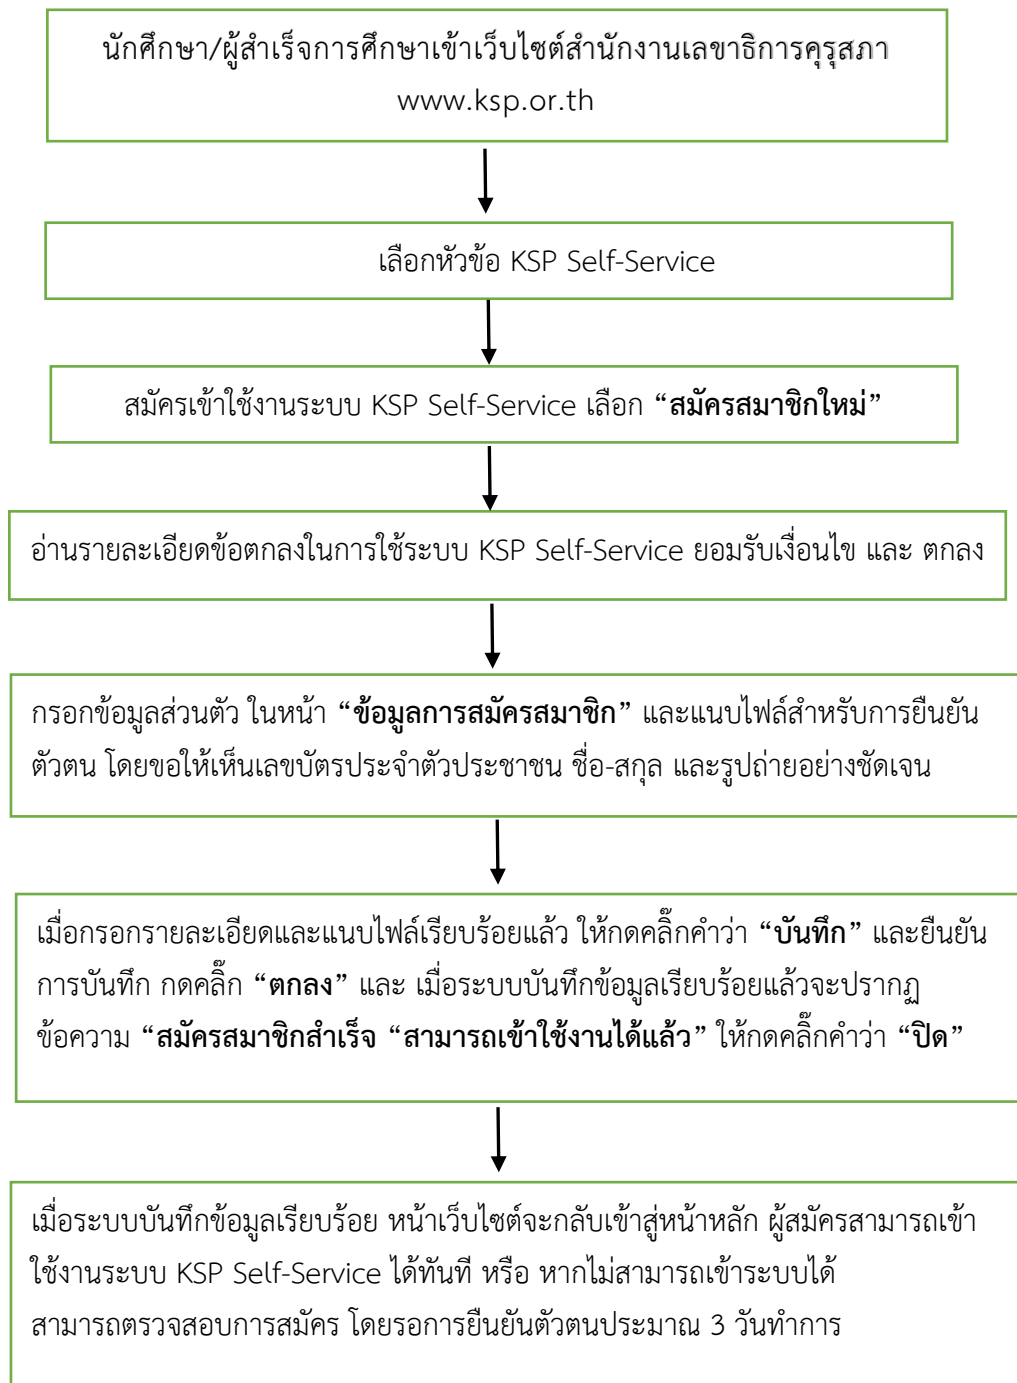 นักศึกษา/ผู้สำเร็จการศึกษาเข้าเว็บไซต์สำนักงานเลขาธิการคุรุสภา
www.ksp.or.th
เลือกหัวข้อ KSP Self-Service
สมัครเข้าใช้งานระบบ KSP Self-Service เลือก “สมัครสมาชิกใหม่”
อ่านรายละเอียดข้อตกลงในการใช้ระบบ KSP Self-Service ยอมรับเงื่อนไข และ ตกลง
กรอกข้อมูลส่วนตัว ในหน้า “ข้อมูลการสมัครสมาชิก” และแนบไฟล์สำหรับการยืนยัน
ตัวตน โดยขอให้เห็นเลขบัตรประจำตัวประชาชน ชื่อ-สกุล และรูปถ่ายอย่างชัดเจน
เมื่อกรอกรายละเอียดและแนบไฟล์เรียบร้อยแล้ว ให้กดคลิ๊กคำว่า “บันทึก” และยืนยัน
การบันทึก กดคลิ๊ก “ตกลง” และ เมื่อระบบบันทึกข้อมูลเรียบร้อยแล้วจะปรากฏ
ข้อความ “สมัครสมาชิกสำเร็จ “สามารถเข้าใช้งานได้แล้ว” ให้กดคลิ๊กคำว่า “ปิด”
เมื่อระบบบันทึกข้อมูลเรียบร้อย หน้าเว็บไซต์จะกลับเข้าสู่หน้าหลัก ผู้สมัครสามารถเข้า
ใช้งานระบบ KSP Self-Service ได้ทันที หรือ หากไม่สามารถเข้าระบบได้
สามารถตรวจสอบการสมัคร โดยรอการยืนยันตัวตนประมาณ 3 วันทำการ